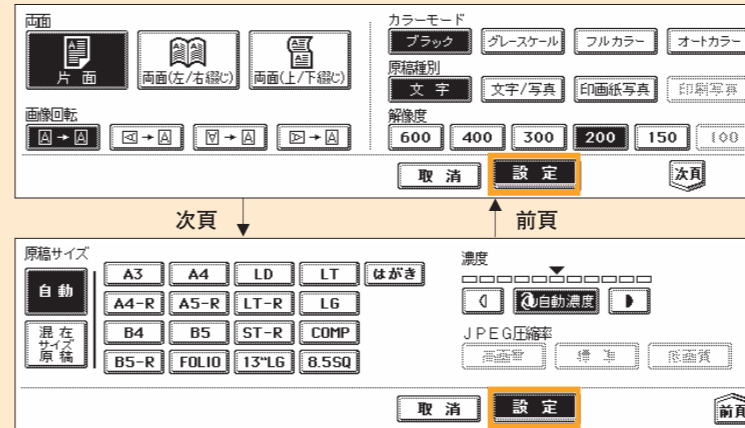 両面
片面
両面(左/右綴じ)
両面(上/下綴じ)
画像回転
A→A
A→A
A→A
A→A
カラーモード
ブラック
グレースケール
フルカラー
オートカラー
原稿種別
文字
文字/写真
印画紙写真
印刷写真
解像度
600 400 300 200 150 100
取消
設定
次頁
次頁
前頁
原稿サイズ
自動
混在
サイズ
原稿
A3 A4 LD LT はがき
A4-R A5-R LT-R LG
B4 B5 ST-R COMP
B5-R FOLIO 13"LG 8.5SQ
濃度
自動濃度
JPEG圧縮率
高画質
標準
低画質
取消
設定
前頁